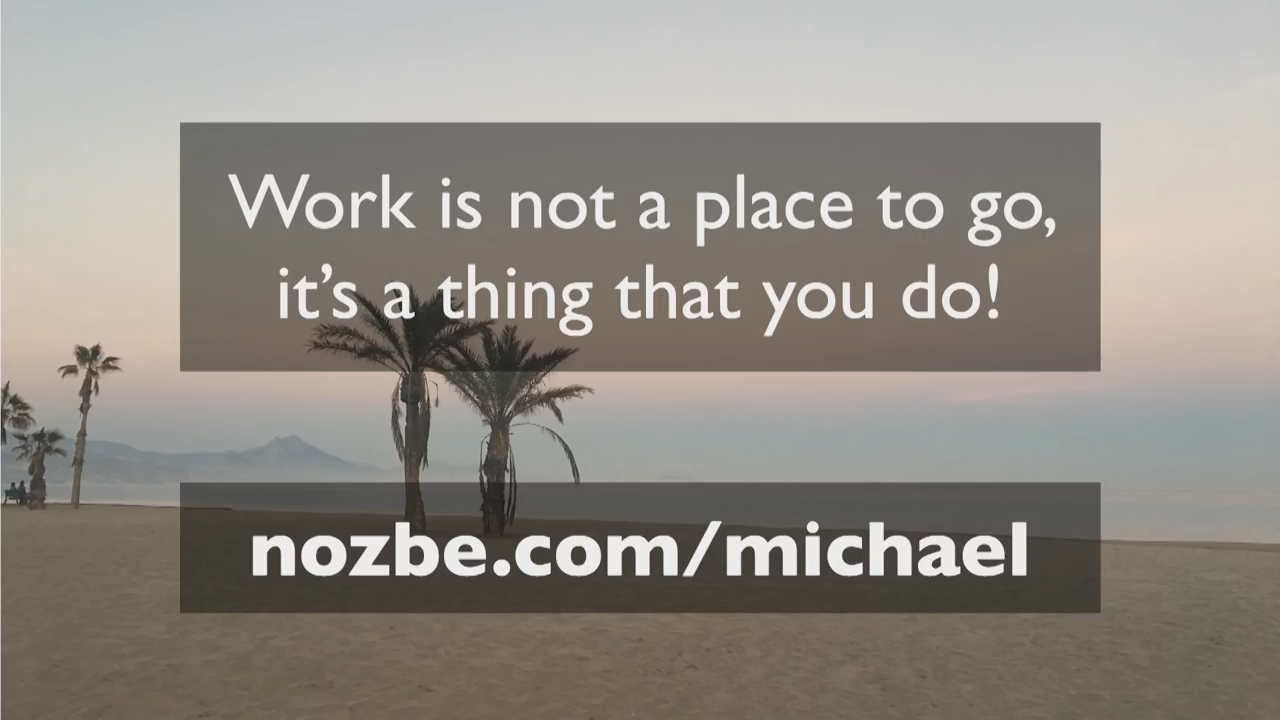 Work is not a place to go,
it’s a thing that you do!
nozbe.com/michael